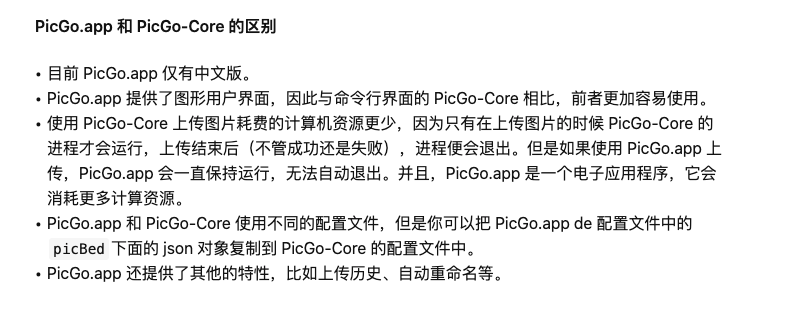 PicGo.app 和 PicGo-Core 的区别
• 目前 PicGo.app 仅有中文版。
• PicGo.app 提供了图形用户界面，因此与命令行界面的 PicGo-Core 相比，前者更加容易使用。
• 使用 PicGo-Core 上传图片耗费的计算机资源更少，因为只有在上传图片的时候 PicGo-Core 的
进程才会运行，上传结束后（不管成功还是失败），进程便会退出。但是如果使用 PicGo.app 上
传，PicGo.app 会一直保持运行，无法自动退出。并且，PicGo.app 是一个电子应用程序，它会
消耗更多计算资源。
• PicGo.app 和 PicGo-Core 使用不同的配置文件，但是你可以把 PicGo.app de 配置文件中的
picBed 下面的 json 对象复制到 PicGo-Core 的配置文件中。
• PicGo.app 还提供了其他的特性，比如上传历史、自动重命名等。